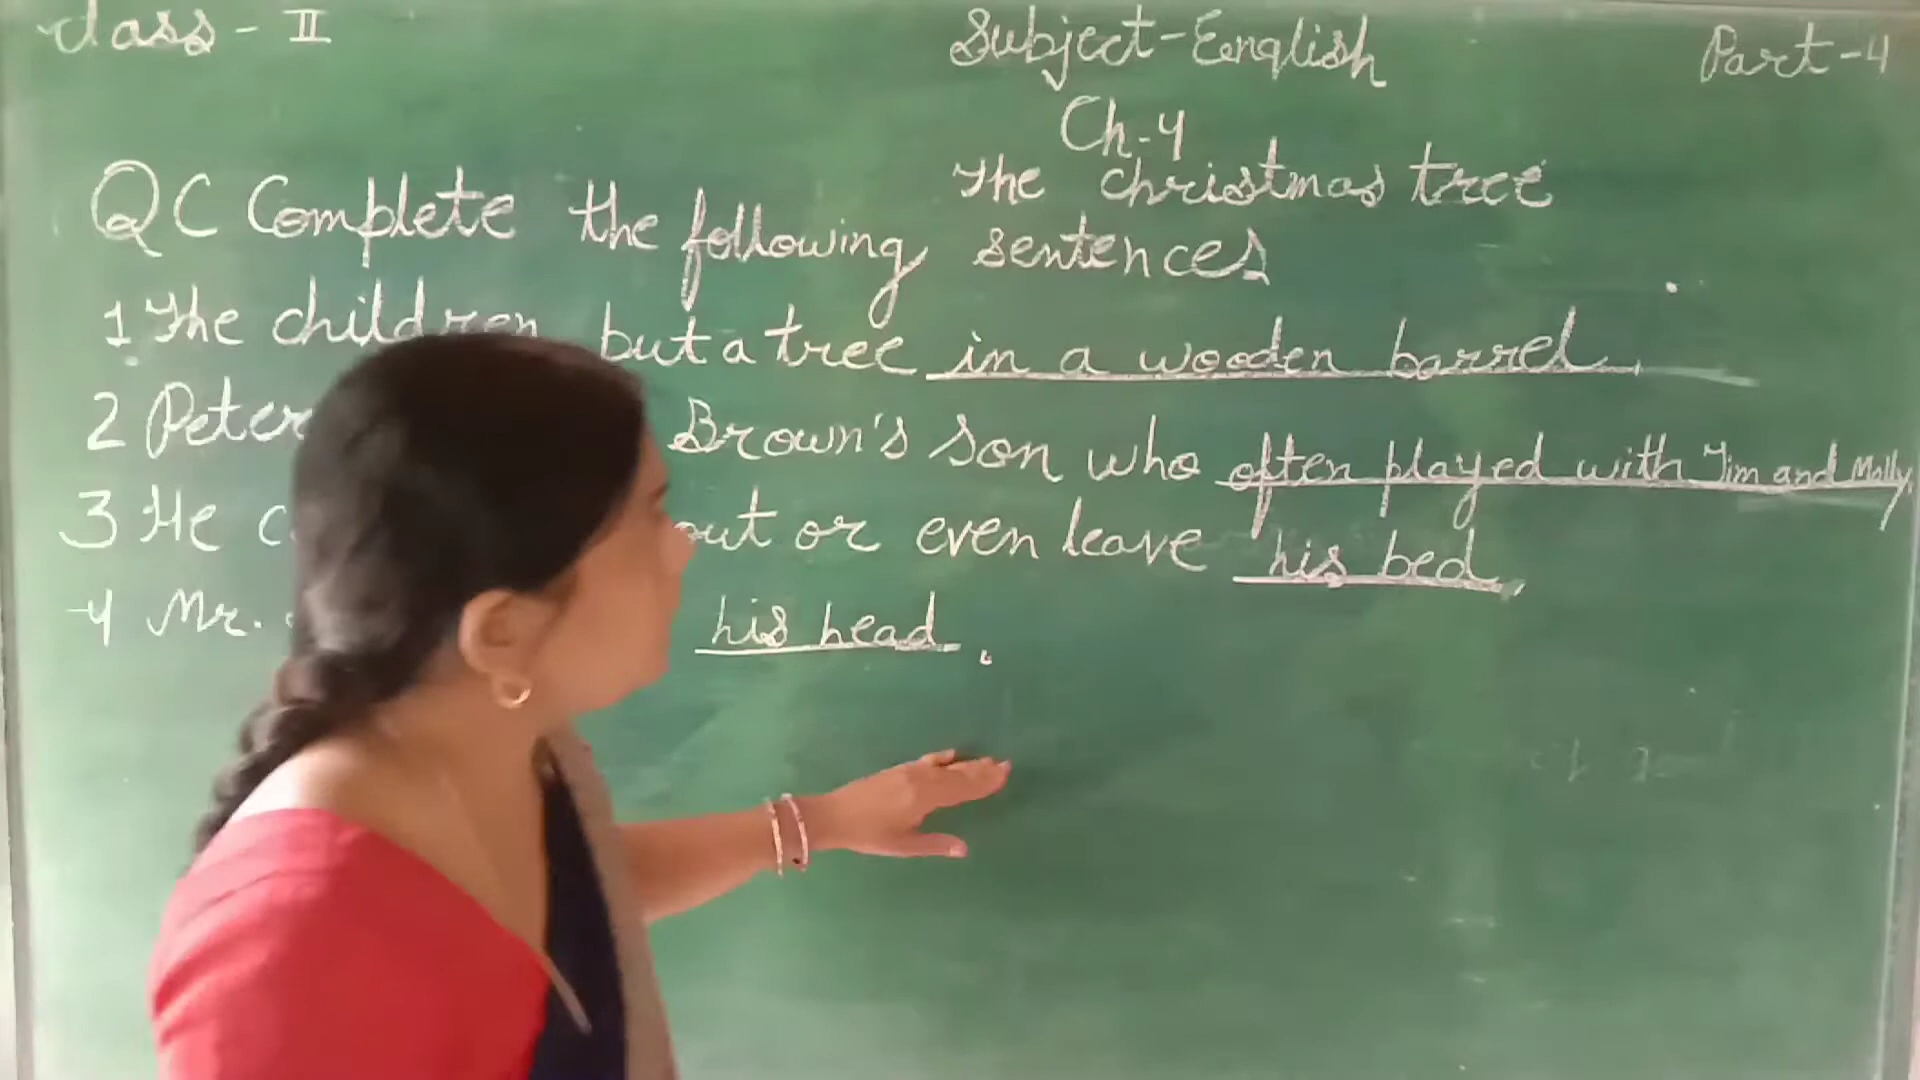 Class - II Subject-English Part-4
Ch-4
The christmas tree
QC Complete the following sentences
1 The children but a tree in a wooden barrel.
2 Peter Brown's son who often played with Tim and Molly.
3 He out or even leave his bed.
4 Mr. his head.